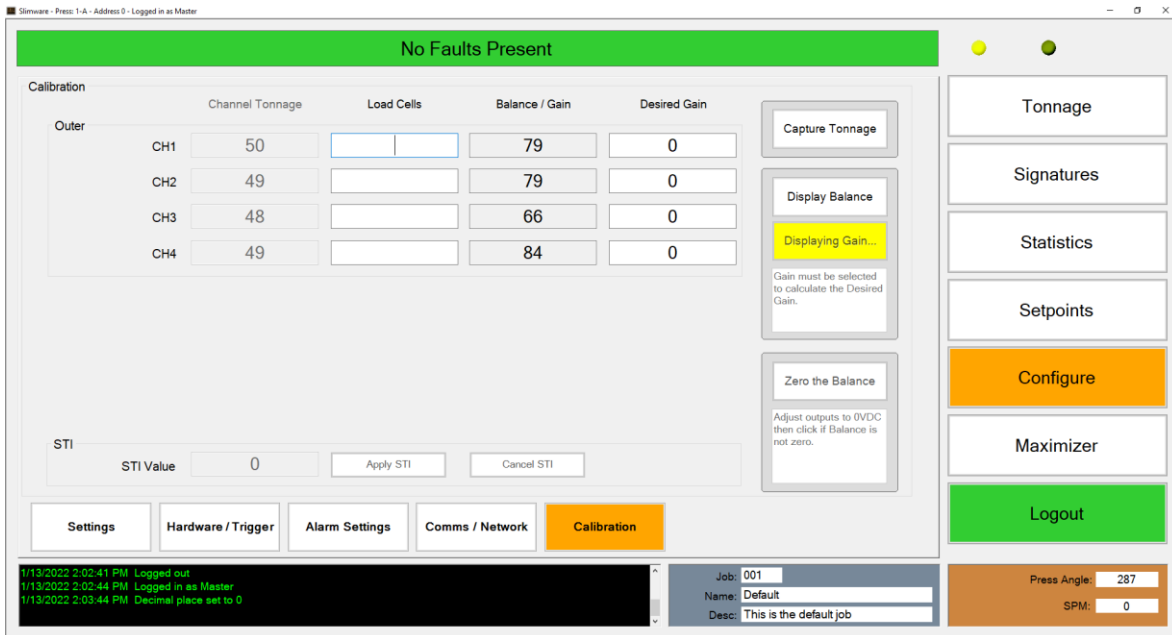 Slimware - Press: 1-A - Address 0 - Logged in as Master
No Faults Present
Calibration
Channel Tonnage Load Cells Balance / Gain Desired Gain
Outer
CH1 50 79 0
CH2 49 79 0
CH3 48 66 0
CH4 49 84 0
STI
STI Value 0 Apply STI Cancel STI
Capture Tonnage
Display Balance
Displaying Gain...
Gain must be selected
to calculate the Desired
Gain.
Zero the Balance
Adjust outputs to 0VDC
then click if Balance is
not zero.
Settings Hardware / Trigger Alarm Settings Comms / Network Calibration
Tonnage
Signatures
Statistics
Setpoints
Configure
Maximizer
Logout
1/13/2022 2:02:41 PM Logged out
1/13/2022 2:02:44 PM Logged in as Master
1/13/2022 2:03:44 PM Decimal place set to 0
Job: 001
Name: Default
Desc: This is the default job
Press Angle: 287
SPM: 0